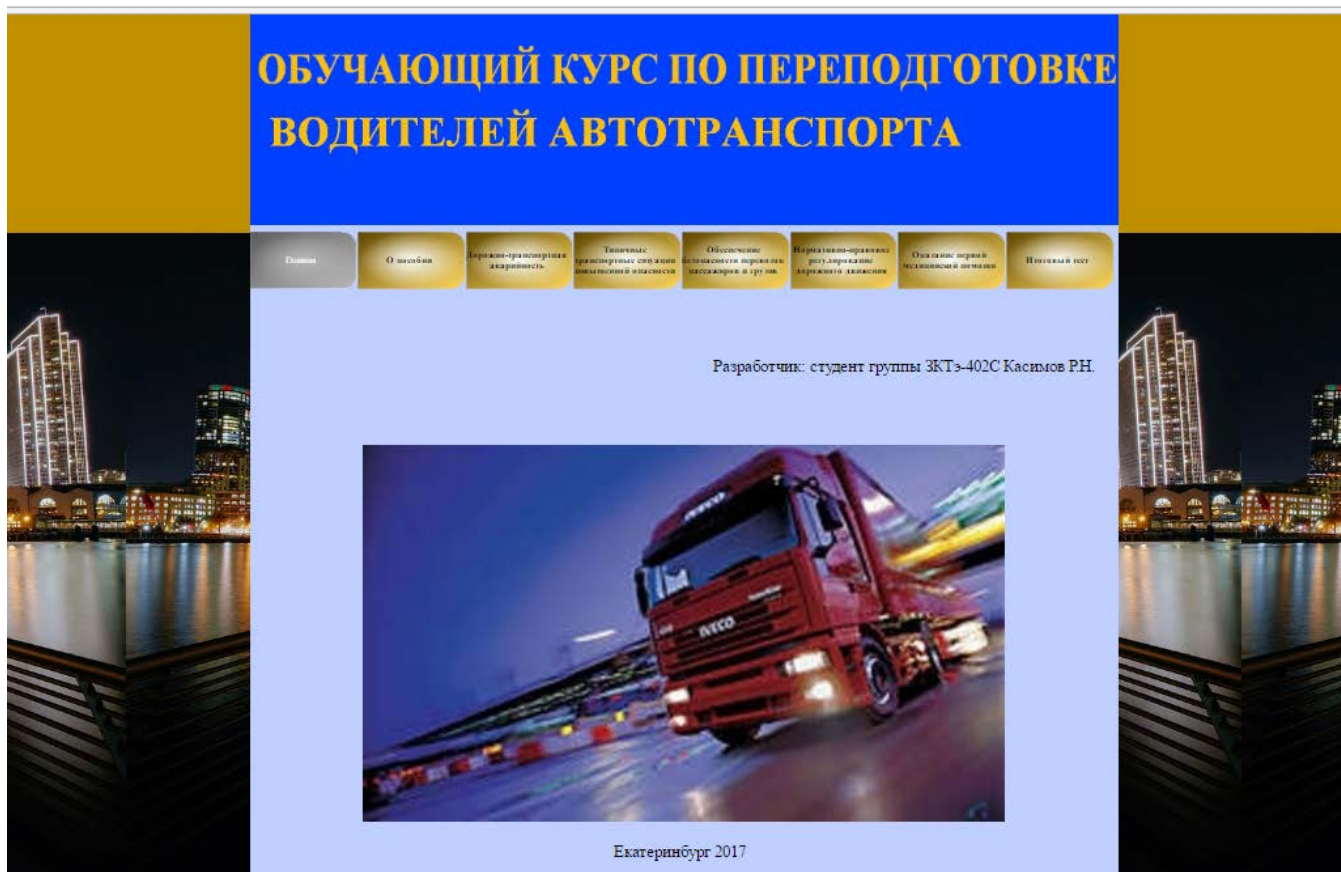 ОБУЧАЮЩИЙ КУРС ПО ПЕРЕПОДГОТОВКЕ
ВОДИТЕЛЕЙ АВТОТРАНСПОРТА
Главная
О пособии
Дорожно-транспортная
аварийность
Типичные
транспортные ситуации
повышенной опасности
Обеспечение
безопасности перевозок
пассажиров и грузов
Нормативно-правовое
регулирование
дорожного движения
Оказание первой
медицинской помощи
Итоговый тест
Разработчик: студент группы ЗКТэ-402С Касимов Р.Н.
IVECO
IVECO
Екатеринбург 2017